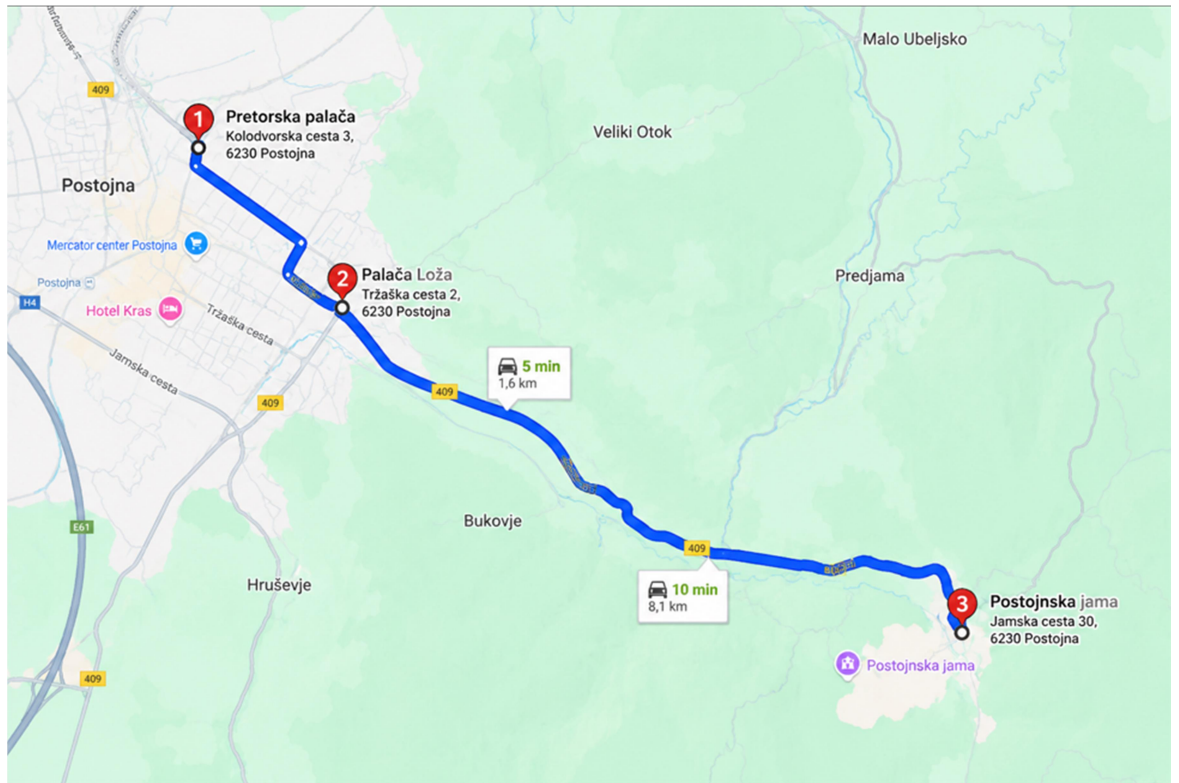 Malo Ubeljsko
409
1
Pretorska palača
Kolodvorska cesta 3,
6230 Postojna
Veliki Otok
Postojna
Mercator center Postojna
2
Palača Loža
Tržaška cesta 2,
6230 Postojna
Predjama
Postojna
H4
Hotel Kras
Tržaška cesta
Jamska cesta
5 min
1,6 km
409
409
Bukovje
E61
409
10 min
8,1 km
Hruševje
3
Postojnska jama
Jamska cesta 30,
6230 Postojna
Postojnska jama
409